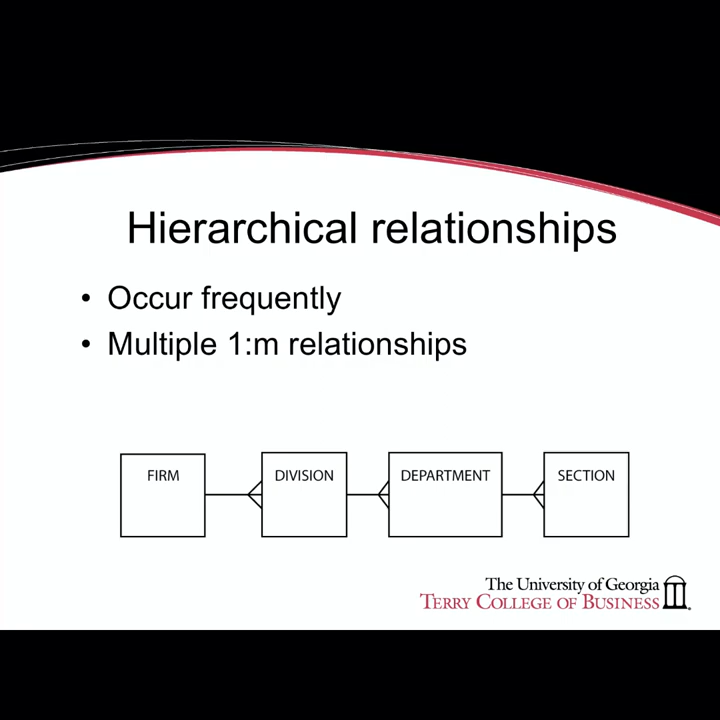 Hierarchical relationships
• Occur frequently
• Multiple 1:m relationships
FIRM
DIVISION
DEPARTMENT
SECTION
The University of Georgia
TERRY COLLEGE OF BUSINESS